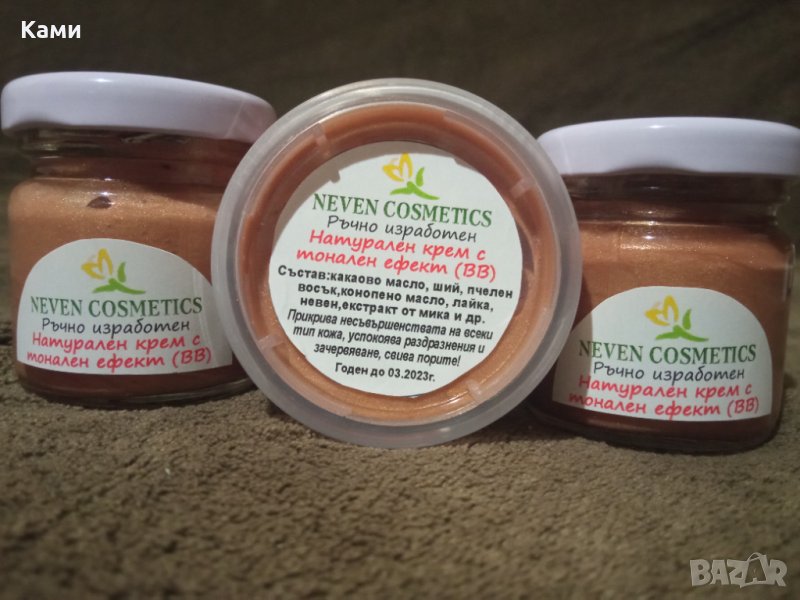 Ками
NEVEN COSMETICS
Ръчно изработен
Натурален крем с
тонален ефект (BB)
NEVEN COSMETICS
Ръчно изработен
Натурален крем с
тонален ефект (BB)
Състав:какаово масло, ший, пчелен
восък,конопено масло, лайка,
невен,екстракт от мика и др.
Прикрива несъвършенствата на всеки
тип кожа, успокоява раздразнения и
зачервяване, свива порите!
Годен до 03.2023г.
NEVEN COSMETICS
Ръчно изработен
Натурален крем с
тонален ефект (BB)
BAZAR